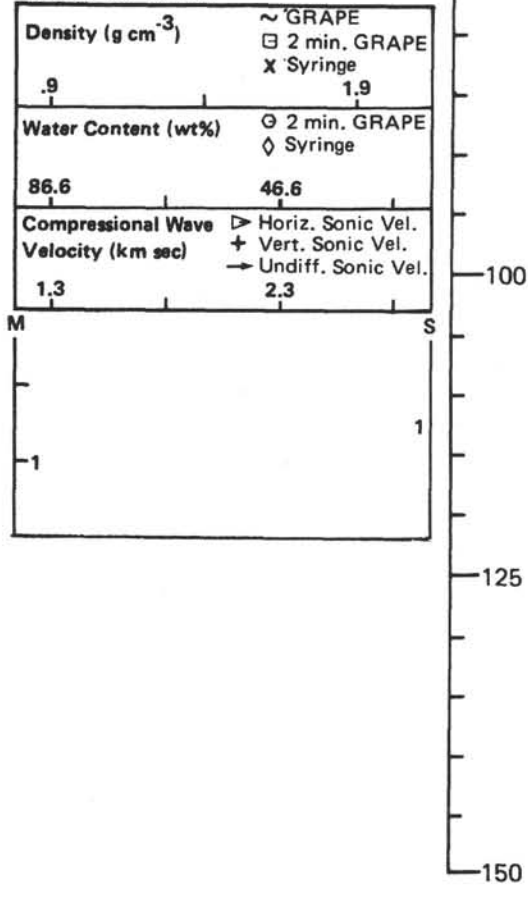 Density (g cm-3)
~ GRAPE
⊡ 2 min. GRAPE
x Syringe
.9 1.9
Water Content (wt%)
⊙ 2 min. GRAPE
◊ Syringe
86.6 46.6
Compressional Wave
Velocity (km sec)
▷ Horiz. Sonic Vel.
+ Vert. Sonic Vel.
→ Undiff. Sonic Vel.
1.3 2.3
M S
100
1
1
125
150